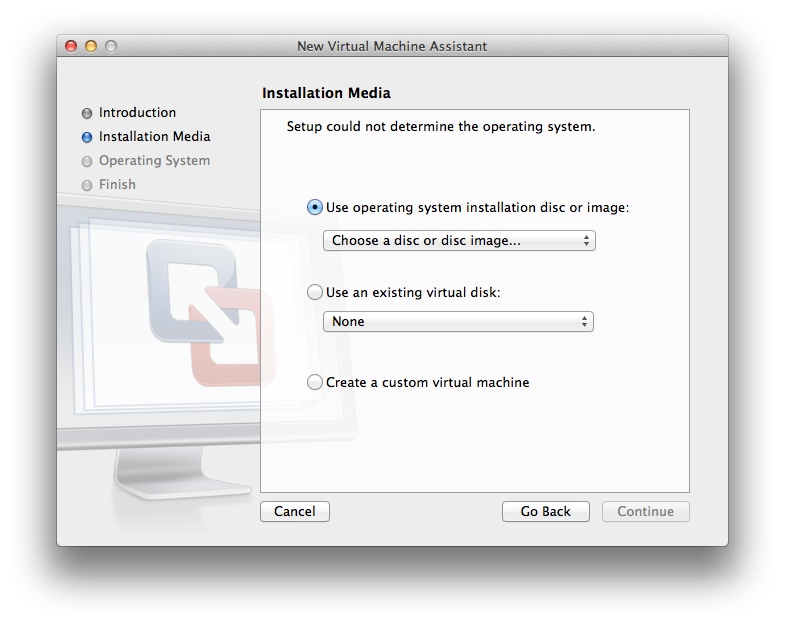 New Virtual Machine Assistant
Introduction
Installation Media
Operating System
Finish
Installation Media
Setup could not determine the operating system.
Use operating system installation disc or image:
Choose a disc or disc image...
Use an existing virtual disk:
None
Create a custom virtual machine
Cancel
Go Back
Continue